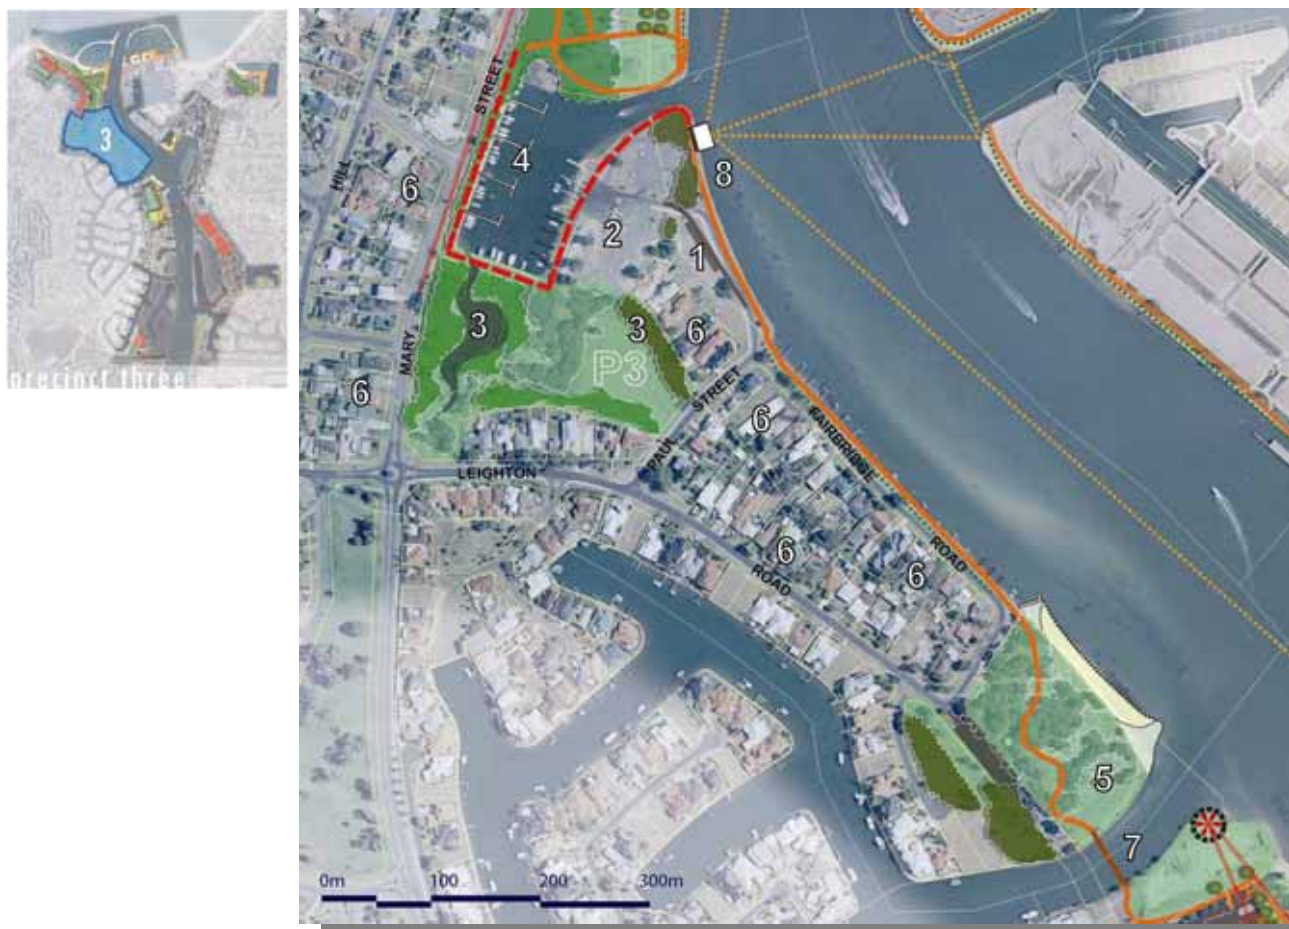 3
precinct three
STREET
HILL
4
6
8
2
1
3
3
6
P3
MARY
6
STREET
6
PAUL
FAIRBRIDGE
LEIGHTON
6
6
ROAD
ROAD
5
7
0m 100 200 300m